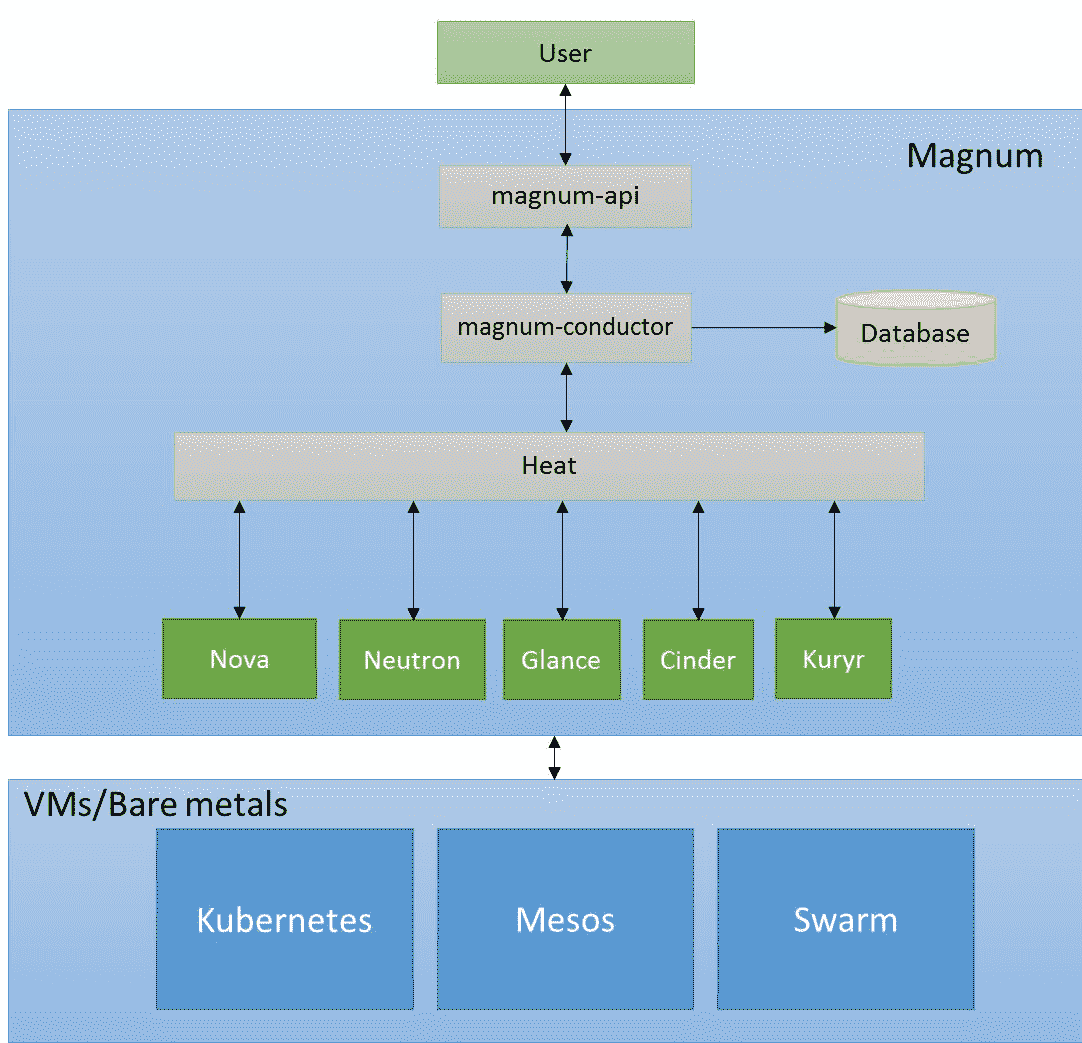 User
Magnum
magnum-api
magnum-conductor
Database
Heat
Nova
Neutron
Glance
Cinder
Kuryr
VMs/Bare metals
Kubernetes
Mesos
Swarm